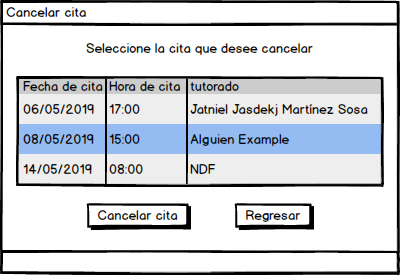 Cancelar cita
Seleccione la cita que desee cancelar
Fecha de cita Hora de cita tutorado
06/05/2019 17:00 Jatniel Jasdekj Martínez Sosa
08/05/2019 15:00 Alguien Example
14/05/2019 08:00 NDF
Cancelar cita Regresar